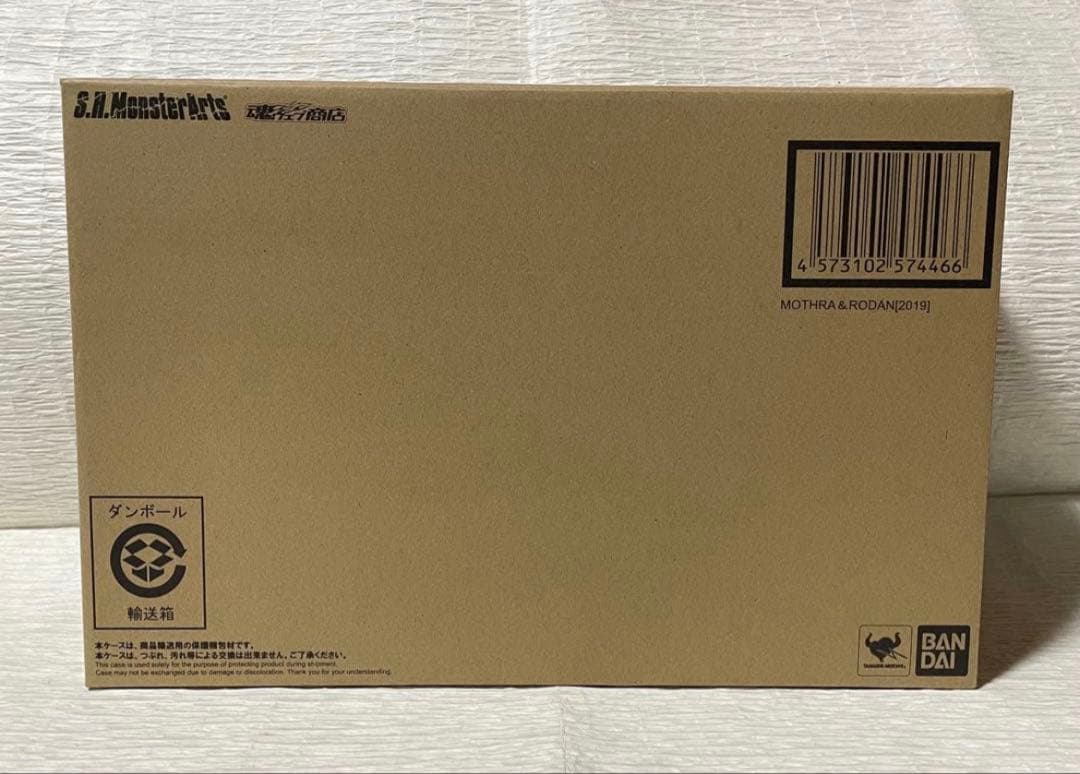 S.H.MonsterArts
魂ウェブ商店
4 573102 574466
MOTHRA&RODAN[2019]
ダンボール
輸送箱
本ケースは、商品輸送用の保護梱包材です。
本ケースは、つぶれ、汚れ等による交換は出来ません。ご了承ください。
This case is used solely for the purpose of protecting product during shipment.
Case may not be exchanged due to damage or discoloration. Thank you for your understanding.
TAMASHII NATIONS
BAN
DAI